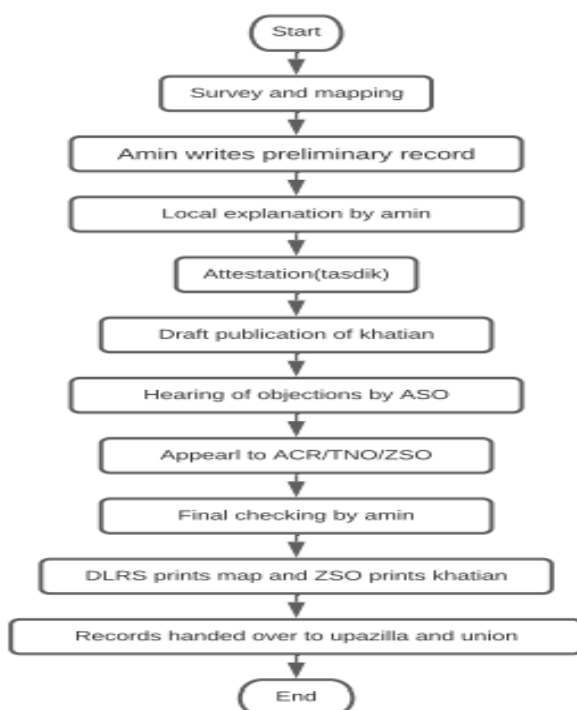 Start
Survey and mapping
Amin writes preliminary record
Local explanation by amin
Attestation(tasdik)
Draft publication of khatian
Hearing of objections by ASO
Appearl to ACR/TNO/ZSO
Final checking by amin
DLRS prints map and ZSO prints khatian
Records handed over to upazilla and union
End